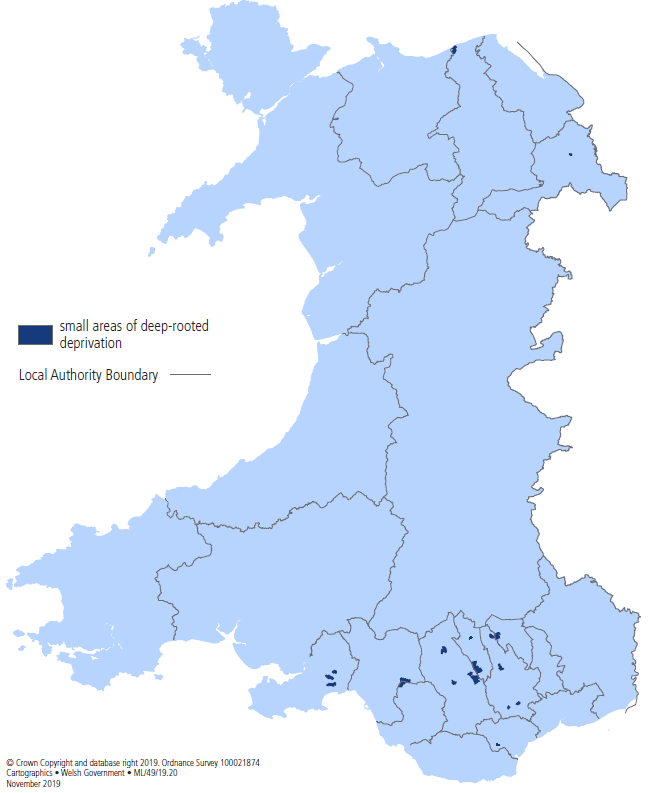 small areas of deep-rooted
deprivation
Local Authority Boundary
© Crown Copyright and database right 2019. Ordnance Survey 100021874
Cartographics • Welsh Government • ML/49/19.20
November 2019